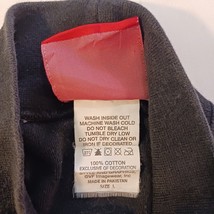 WASH INSIDE OUT
MACHINE WASH COLD
DO NOT BLEACH
TUMBLE DRY LOW
DO NOT DRY CLEAN OR
IRON IF DECORATED
100% COTTON
EXCLUSIVE OF DECORATION
MADE IN PAKISTAN
SIZE L